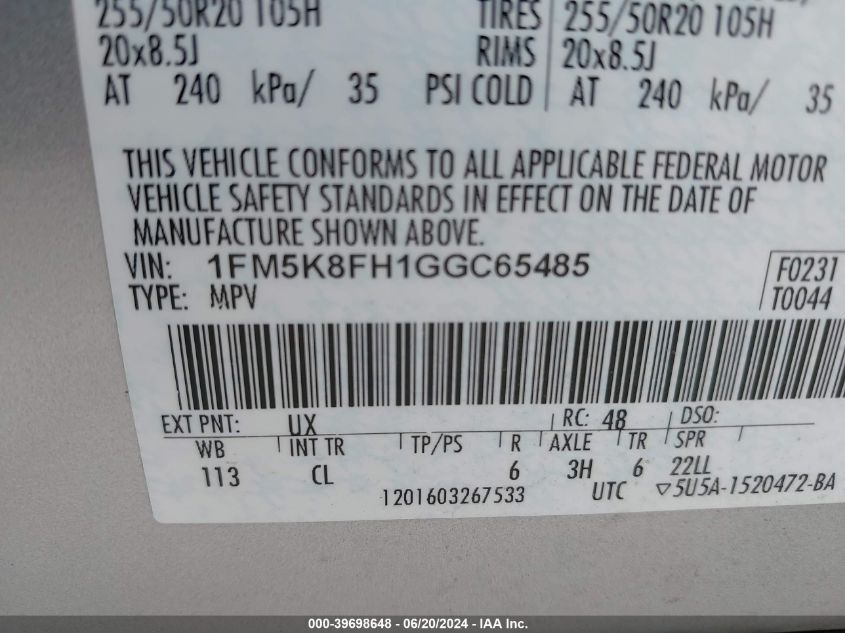 255/50R20 105H TIRES 255/50R20 105H
20x8.5J RIMS 20x8.5J
AT 240 kPa/ 35 PSI COLD AT 240 kPa/ 35
THIS VEHICLE CONFORMS TO ALL APPLICABLE FEDERAL MOTOR
VEHICLE SAFETY STANDARDS IN EFFECT ON THE DATE OF
MANUFACTURE SHOWN ABOVE.
VIN: 1FM5K8FH1GGC65485 F0231
TYPE: MPV T0044
EXT PNT: UX RC: 48 DSO:
WB INT TR TP/PS R AXLE TR SPR
113 CL 6 3H 6 22LL
1201603267533 UTC ▽5U5A-1520472-BA
000-39698648 - 06/20/2024 - IAA Inc.